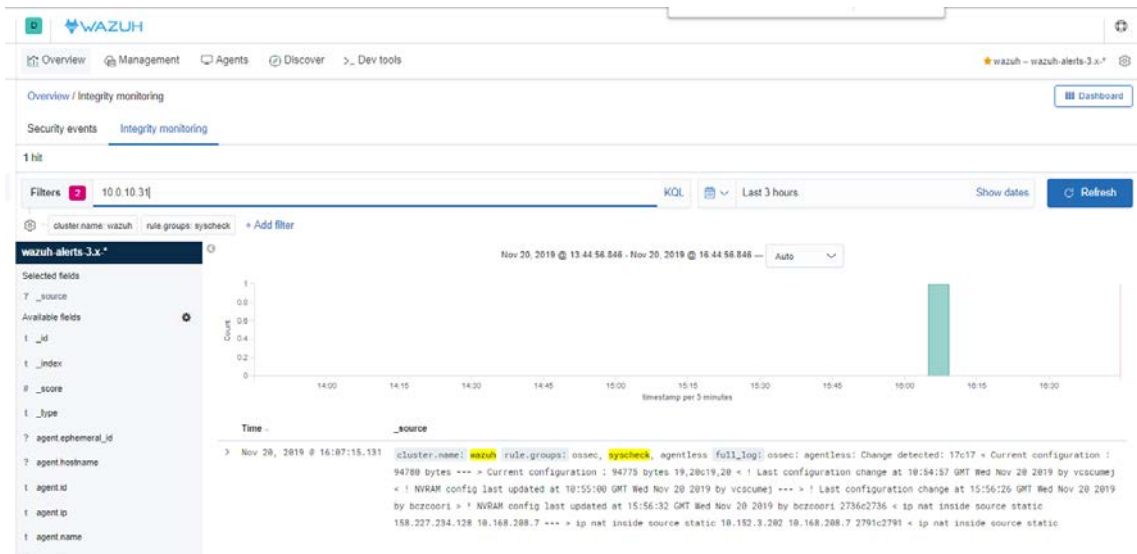 D WAZUH
Overview Management Agents Discover >_ Dev tools wazuh – wazuh-alerts-3.x-*
Overview / Integrity monitoring Dashboard
Security events Integrity monitoring
1 hit
Filters 2 10.0.10.31 KQL Last 3 hours Show dates Refresh
cluster.name: wazuh rule.groups: syscheck + Add filter
wazuh-alerts-3.x-*
Nov 20, 2019 @ 13:44:56.846 - Nov 20, 2019 @ 16:44:56.846 — Auto
Selected fields
? _source
Available fields
t _id
t _index
# _score
t _type
? agent.ephemeral_id
? agent.hostname
t agent.id
t agent.ip
t agent.name
Count
1
0.8
0.6
0.4
0.2
0
14:00 14:15 14:30 14:45 15:00 15:15 15:30 15:45 16:00 16:15 16:30
timestamp per 5 minutes
Time _source
> Nov 20, 2019 @ 16:07:15.131 cluster.name: wazuh rule.groups: ossec, syscheck, agentless full_log: ossec: agentless: Change detected: 17c17 < Current configuration :
94780 bytes --- > Current configuration : 94775 bytes 19,20c19,20 < ! Last configuration change at 10:54:57 GMT Wed Nov 20 2019 by vcscumej
< ! NVRAM config last updated at 10:55:00 GMT Wed Nov 20 2019 by vcscumej --- > ! Last configuration change at 15:56:26 GMT Wed Nov 20 2019
by bczcoori > ! NVRAM config last updated at 15:56:32 GMT Wed Nov 20 2019 by bczcoori 2736c2736 < ip nat inside source static
158.227.234.128 10.168.208.7 --- > ip nat inside source static 10.152.3.202 10.168.208.7 2791c2791 < ip nat inside source static